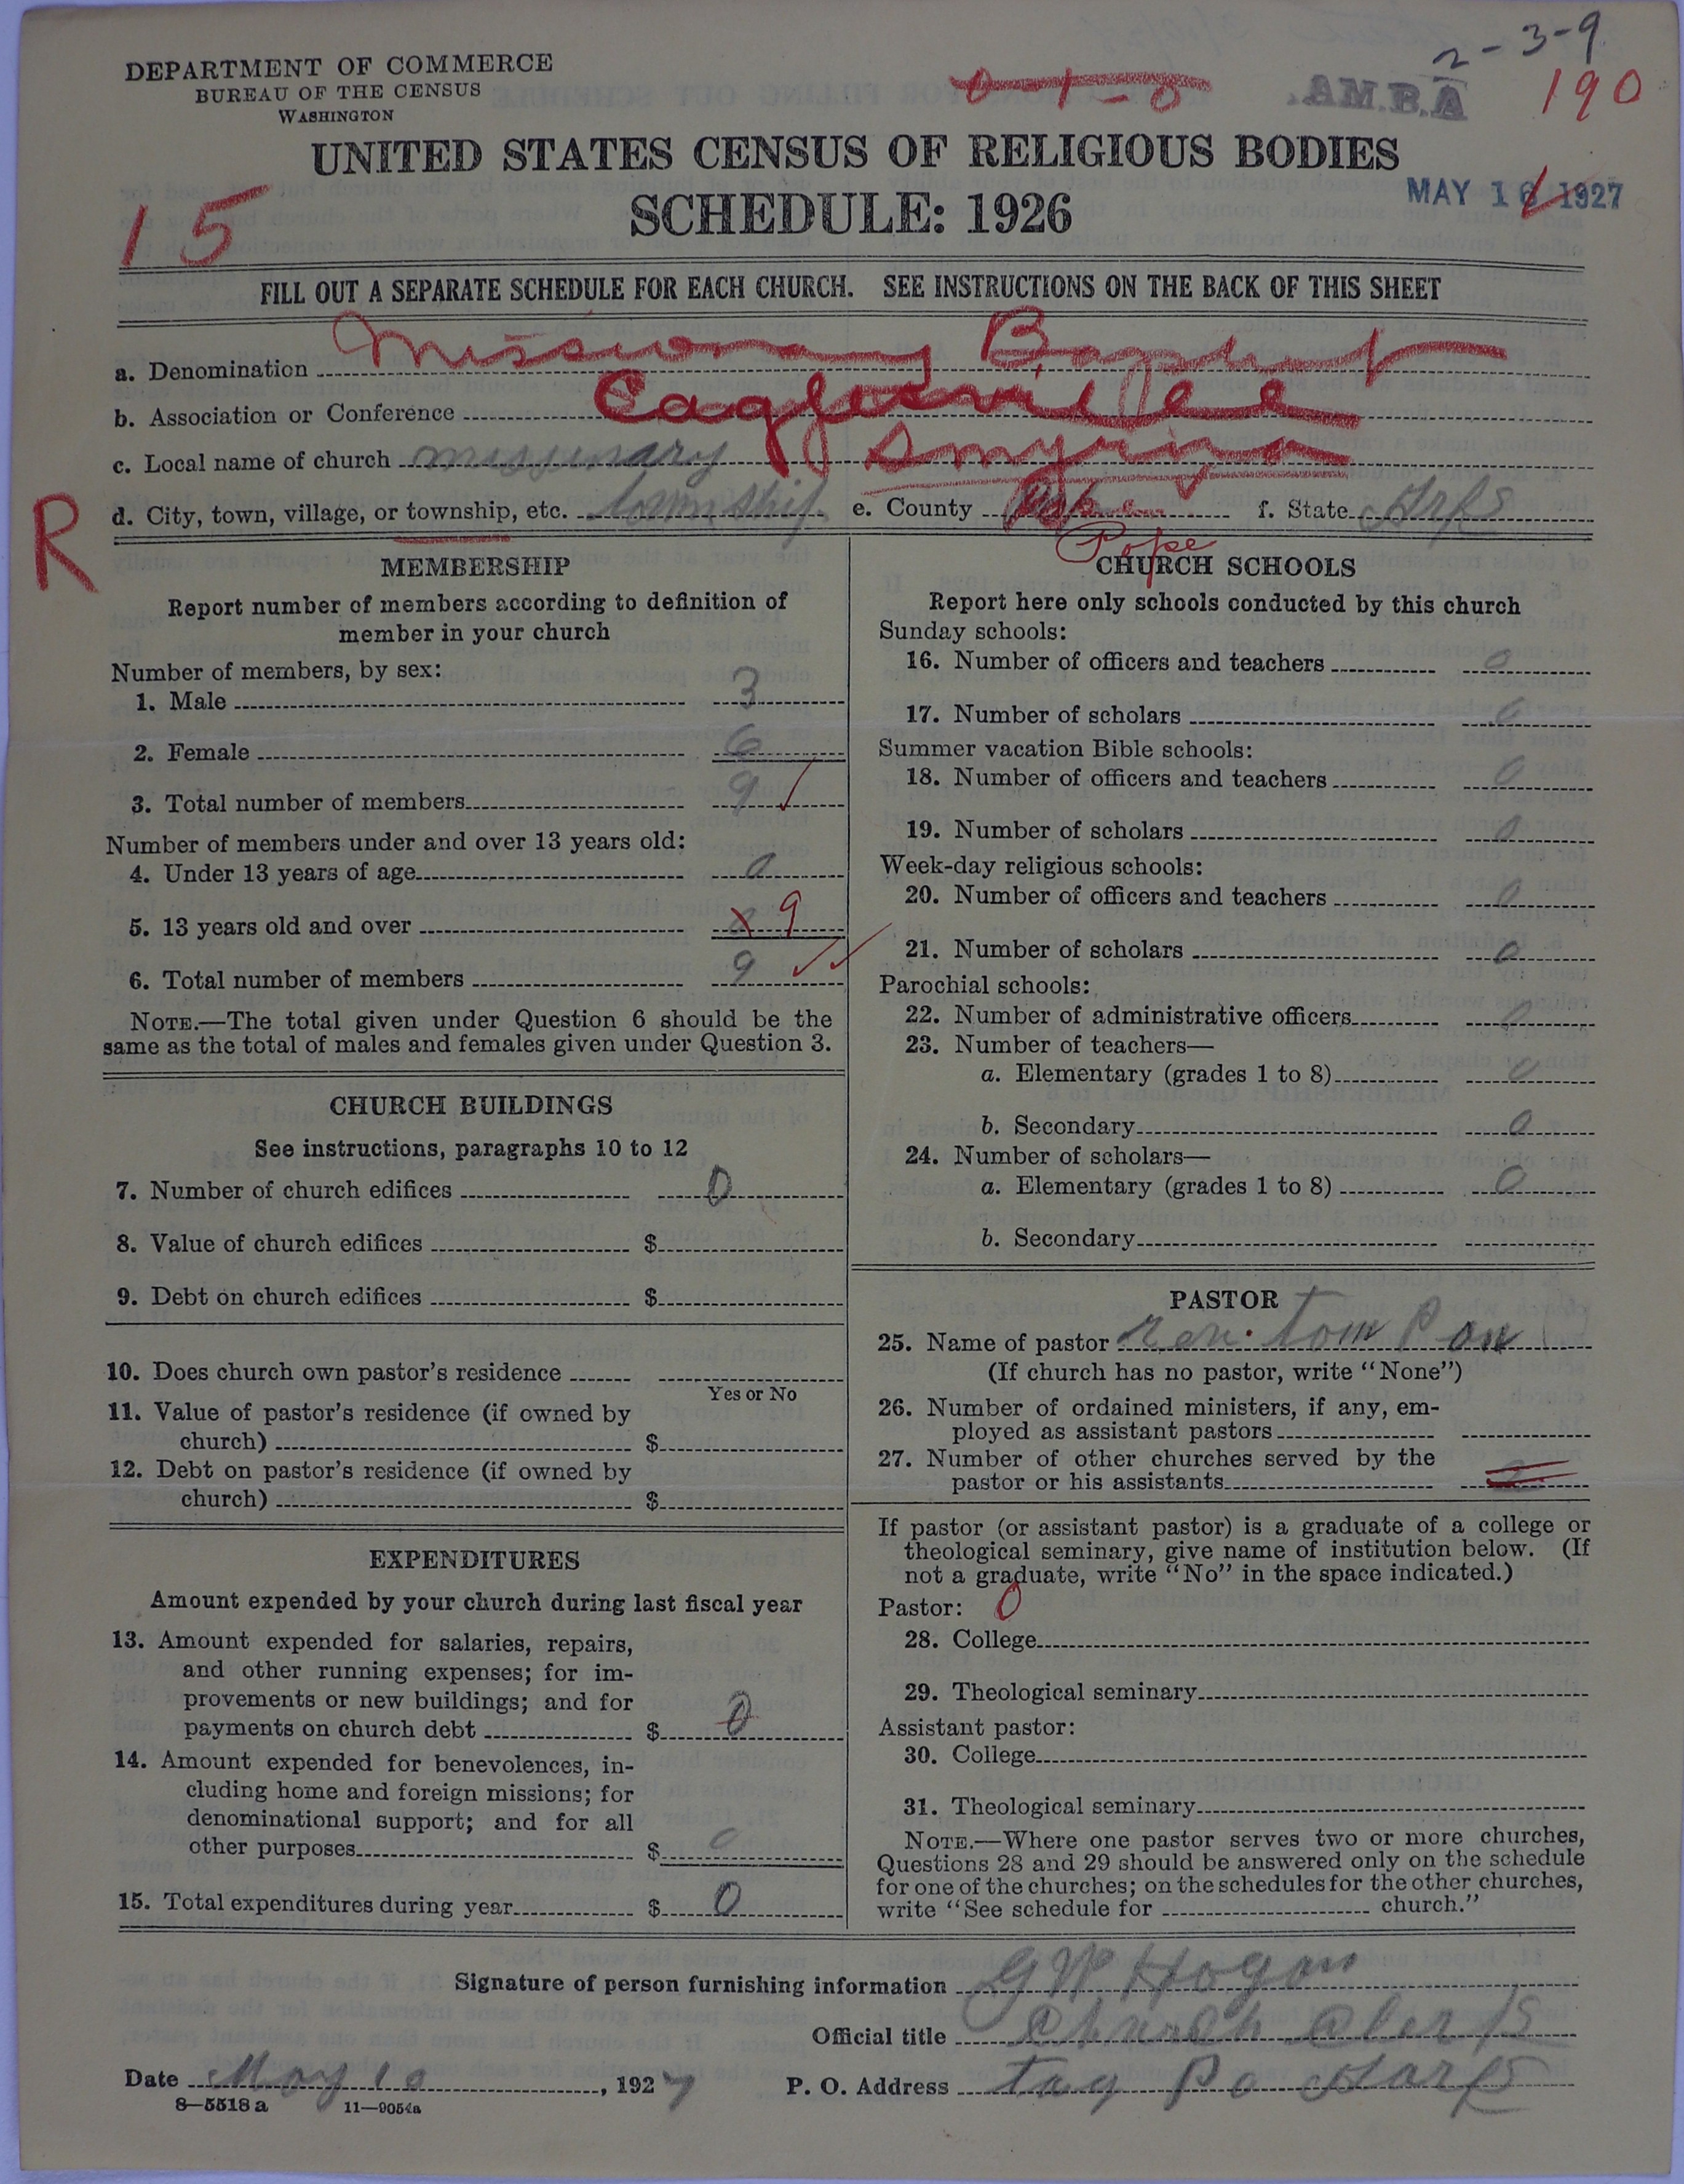 2-3-9
DEPARTMENT OF COMMERCE
BUREAU OF THE CENSUS
WASHINGTON
0-1-0
A.M.B.A.
190
UNITED STATES CENSUS OF RELIGIOUS BODIES
SCHEDULE: 1926
MAY 16 1927
15
FILL OUT A SEPARATE SCHEDULE FOR EACH CHURCH. SEE INSTRUCTIONS ON THE BACK OF THIS SHEET
a. Denomination Missionary Baptist
b. Association or Conference
c. Local name of church missunary Smyrna
d. City, town, village, or township, etc. township e. County f. State Arks
R
Pope
MEMBERSHIP
Report number of members according to definition of
member in your church
Number of members, by sex:
1. Male 3
2. Female 6
3. Total number of members 9
Number of members under and over 13 years old:
4. Under 13 years of age 0
5. 13 years old and over 9
6. Total number of members 9
NOTE.—The total given under Question 6 should be the
same as the total of males and females given under Question 3.
CHURCH BUILDINGS
See instructions, paragraphs 10 to 12
7. Number of church edifices 0
8. Value of church edifices $
9. Debt on church edifices $
10. Does church own pastor's residence
Yes or No
11. Value of pastor's residence (if owned by
church) $
12. Debt on pastor's residence (if owned by
church) $
EXPENDITURES
Amount expended by your church during last fiscal year
13. Amount expended for salaries, repairs,
and other running expenses; for im-
provements or new buildings; and for
payments on church debt $ 0
14. Amount expended for benevolences, in-
cluding home and foreign missions; for
denominational support; and for all
other purposes $ 0
15. Total expenditures during year $ 0
CHURCH SCHOOLS
Report here only schools conducted by this church
Sunday schools:
16. Number of officers and teachers 0
17. Number of scholars 0
Summer vacation Bible schools:
18. Number of officers and teachers 0
19. Number of scholars 0
Week-day religious schools:
20. Number of officers and teachers 0
21. Number of scholars 0
Parochial schools:
22. Number of administrative officers 0
23. Number of teachers—
a. Elementary (grades 1 to 8) 0
b. Secondary 0
24. Number of scholars—
a. Elementary (grades 1 to 8) 0
b. Secondary
PASTOR
25. Name of pastor rev. tom
(If church has no pastor, write "None")
26. Number of ordained ministers, if any, em-
ployed as assistant pastors
27. Number of other churches served by the
pastor or his assistants
If pastor (or assistant pastor) is a graduate of a college or
theological seminary, give name of institution below. (If
not a graduate, write "No" in the space indicated.)
Pastor: 0
28. College
29. Theological seminary
Assistant pastor:
30. College
31. Theological seminary
NOTE.—Where one pastor serves two or more churches,
Questions 28 and 29 should be answered only on the schedule
for one of the churches; on the schedules for the other churches,
write "See schedule for church."
Signature of person furnishing information G W Hogan
Official title Church Clerk
Date May 10, 1927 P. O. Address tag Po Ark
8—5518 a 11—9054a